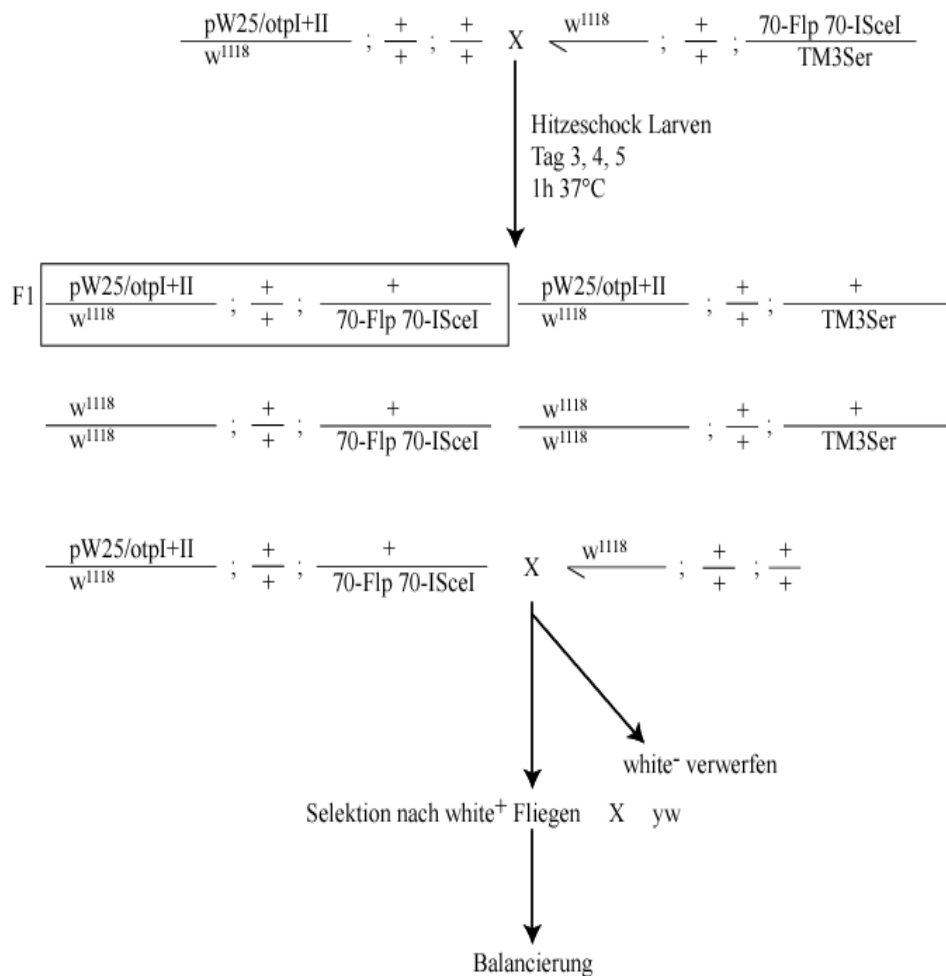 pW25/otpI+II ; + ; + X w1118 ; + ; 70-Flp 70-ISceI
w1118 + + + TM3Ser
Hitzeschock Larven
Tag 3, 4, 5
1h 37°C
F1 pW25/otpI+II ; + ; + pW25/otpI+II ; + ; +
w1118 + 70-Flp 70-ISceI w1118 + TM3Ser
w1118 ; + ; + w1118 ; + ; +
w1118 + 70-Flp 70-ISceI w1118 + TM3Ser
pW25/otpI+II ; + ; + X w1118 ; + ; +
w1118 + 70-Flp 70-ISceI + +
white- verwerfen
Selektion nach white+ Fliegen X yw
Balancierung